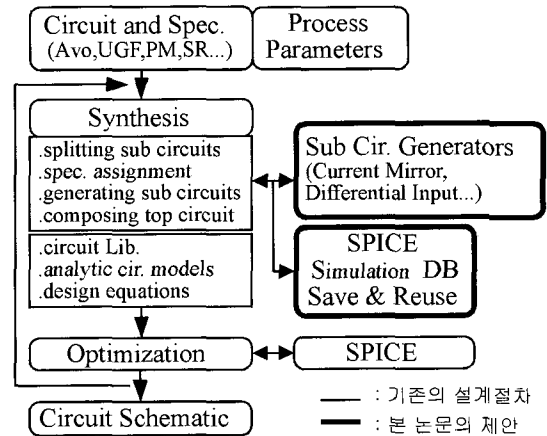 Circuit and Spec.
(Avo,UGF,PM,SR...)
Process
Parameters
Synthesis
.splitting sub circuits
.spec. assignment
.generating sub circuits
.composing top circuit
.circuit Lib.
.analytic cir. models
.design equations
Sub Cir. Generators
(Current Mirror,
Differential Input...)
SPICE
Simulation DB
Save & Reuse
Optimization
SPICE
Circuit Schematic
: 기존의 설계절차
: 본 논문의 제안